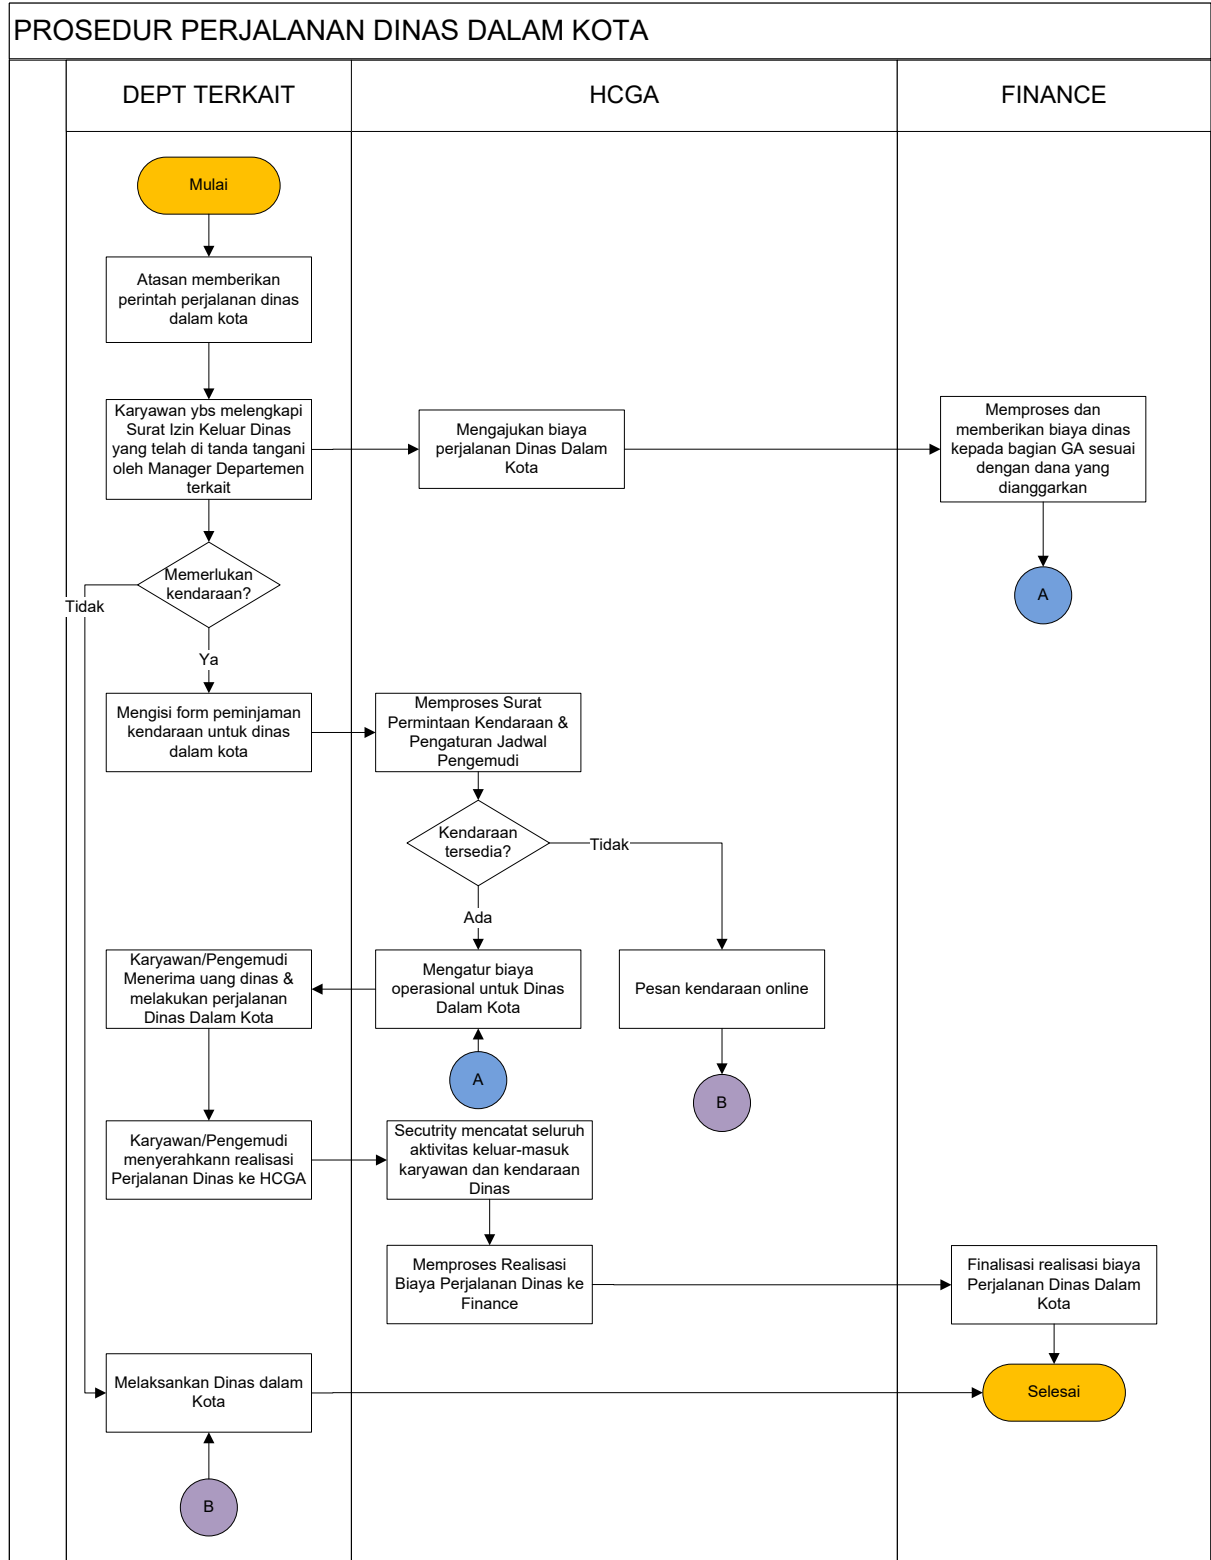 PROSEDUR PERJALANAN DINAS DALAM KOTA
DEPT TERKAIT
HCGA
FINANCE
Mulai
Atasan memberikan
perintah perjalanan dinas
dalam kota
Karyawan ybs melengkapi
Surat Izin Keluar Dinas
yang telah di tanda tangani
oleh Manager Departemen
terkait
Mengajukan biaya
perjalanan Dinas Dalam
Kota
Memproses dan
memberikan biaya dinas
kepada bagian GA sesuai
dengan dana yang
dianggarkan
Memerlukan
kendaraan?
A
Tidak
Ya
Mengisi form peminjaman
kendaraan untuk dinas
dalam kota
Memproses Surat
Permintaan Kendaraan &
Pengaturan Jadwal
Pengemudi
Kendaraan
tersedia?
Tidak
Ada
Karyawan/Pengemudi
Menerima uang dinas &
melakukan perjalanan
Dinas Dalam Kota
Mengatur biaya
operasional untuk Dinas
Dalam Kota
Pesan kendaraan online
A
B
Karyawan/Pengemudi
menyerahkann realisasi
Perjalanan Dinas ke HCGA
Secutrity mencatat seluruh
aktivitas keluar-masuk
karyawan dan kendaraan
Dinas
Memproses Realisasi
Biaya Perjalanan Dinas ke
Finance
Finalisasi realisasi biaya
Perjalanan Dinas Dalam
Kota
Melaksankan Dinas dalam
Kota
Selesai
B